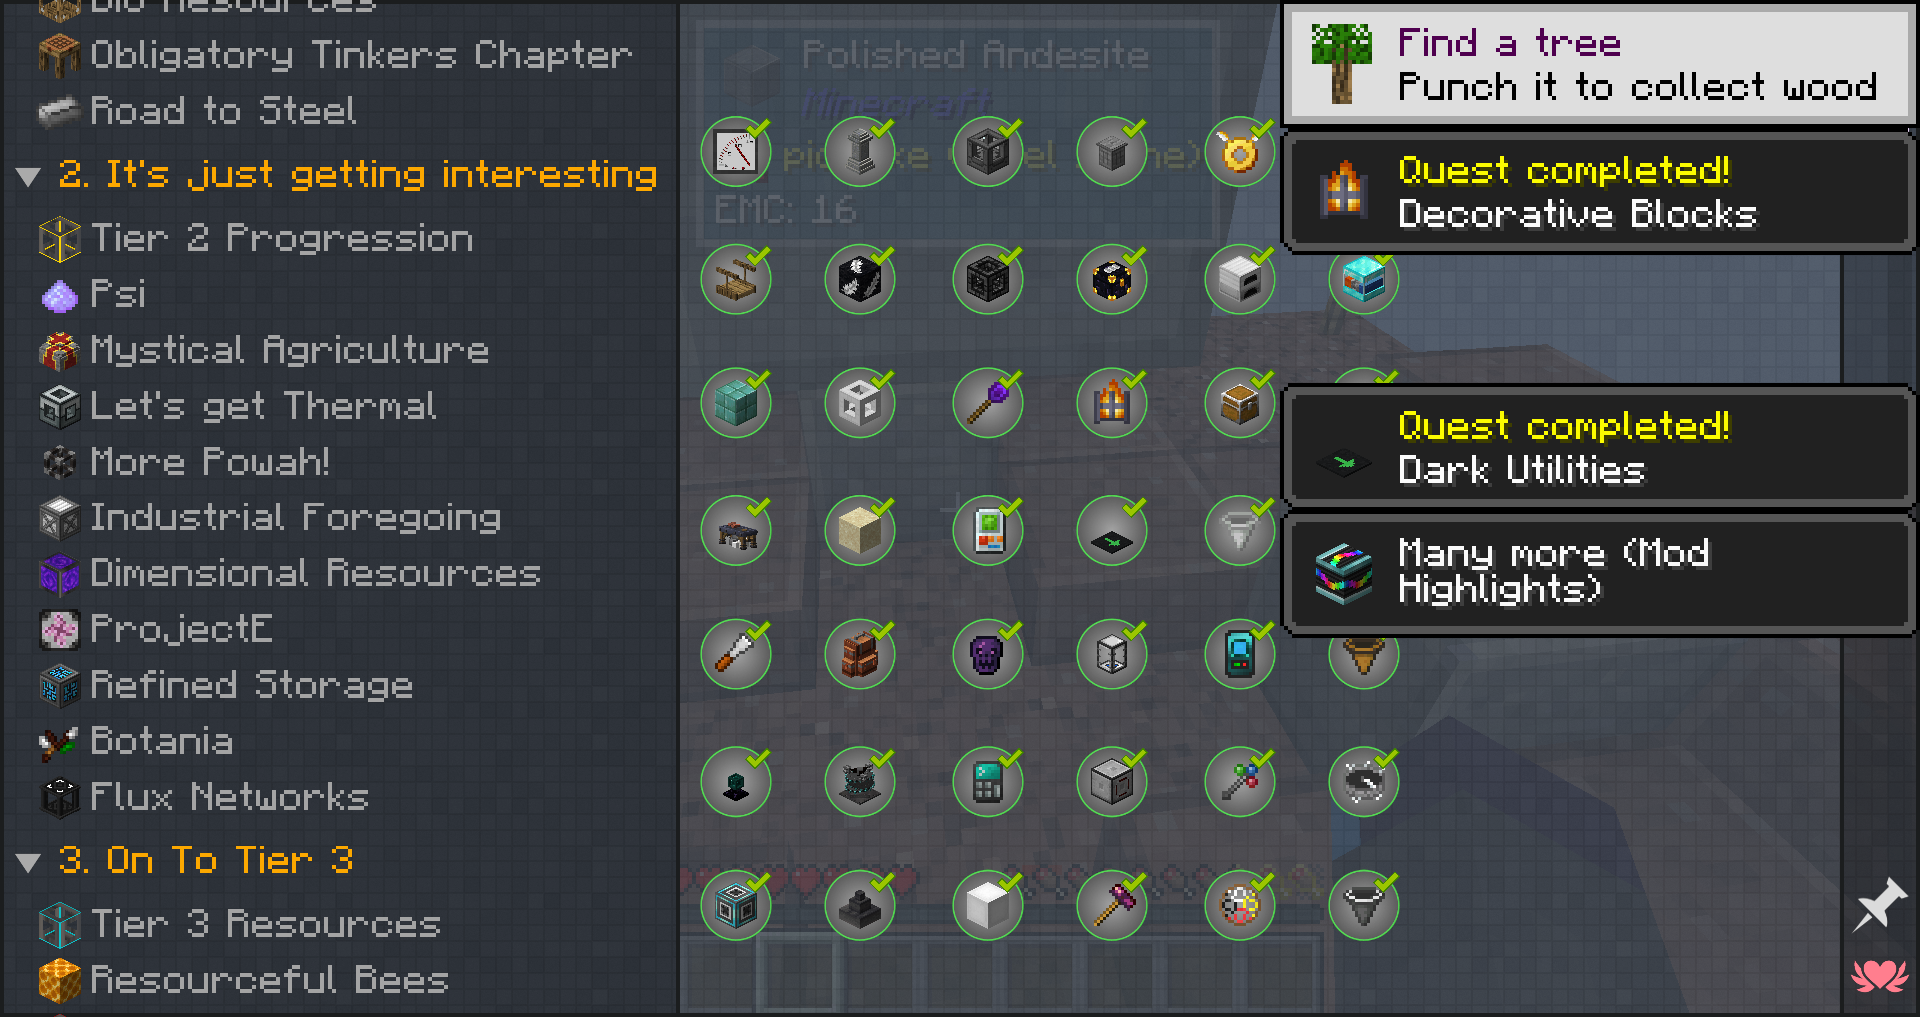 Bio Resources
Obligatory Tinkers Chapter
Road to Steel
2. It's just getting interesting
Tier 2 Progression
Psi
Mystical Agriculture
Let's get Thermal
More Powah!
Industrial Foregoing
Dimensional Resources
ProjectE
Refined Storage
Botania
Flux Networks
3. On To Tier 3
Tier 3 Resources
Resourceful Bees
Polished Andesite
Minecraft
EMC: 16
Find a tree
Punch it to collect wood
Quest completed!
Decorative Blocks
Quest completed!
Dark Utilities
Many more (Mod
Highlights)